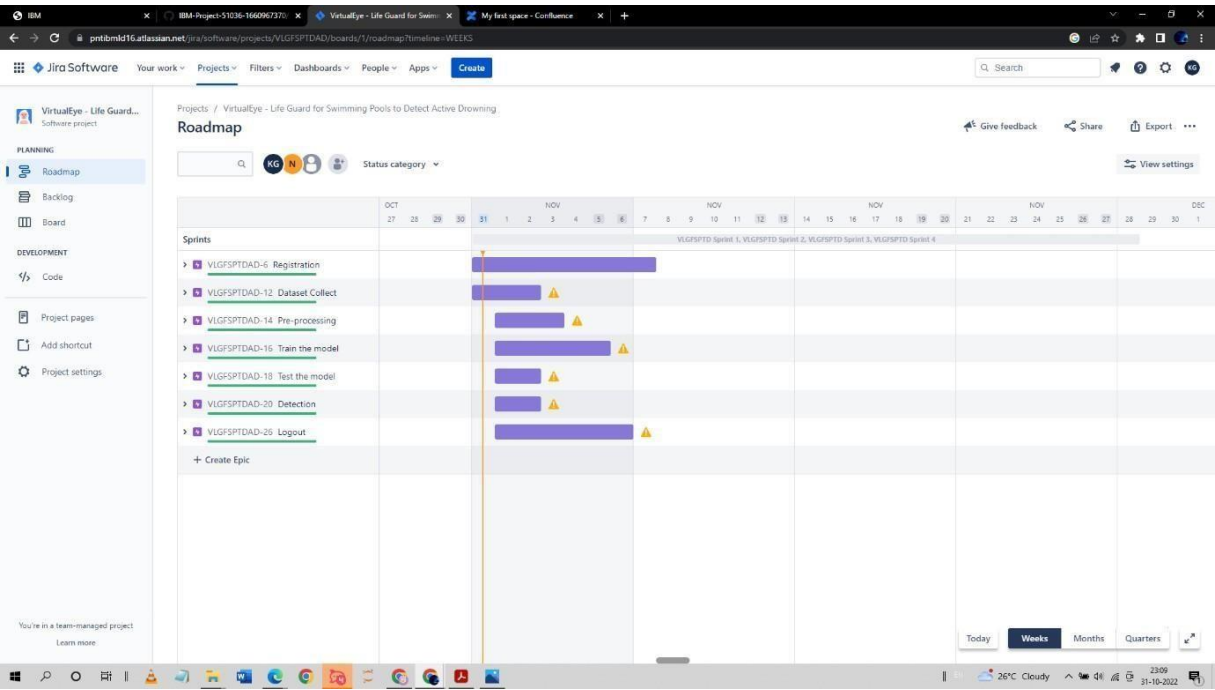 IBM
IBM-Project-51036-1660967370/
VirtualEye - Life Guard for Swimm
My first space - Confluence
pntibmld16.atlassian.net/jira/software/projects/VLGFSPTDAD/boards/1/roadmap?timeline=WEEKS
Jira Software Your work Projects Filters Dashboards People Apps Create Search KG
VirtualEye - Life Guard...
Software project
PLANNING
Roadmap
Backlog
Board
DEVELOPMENT
Code
Project pages
Add shortcut
Project settings
You're in a team-managed project
Learn more
Projects / VirtualEye - Life Guard for Swimming Pools to Detect Active Drowning
Roadmap
Give feedback Share Export
KG N Status category View settings
OCT NOV NOV NOV NOV DEC
27 28 29 30 31 1 2 3 4 5 6 7 8 9 10 11 12 13 14 15 16 17 18 19 20 21 22 23 24 25 26 27 28 29 30 1
Sprints VLGFSPTD Sprint 1, VLGFSPTD Sprint 2, VLGFSPTD Sprint 3, VLGFSPTD Sprint 4
VLGFSPTDAD-6 Registration
VLGFSPTDAD-12 Dataset Collect
VLGFSPTDAD-14 Pre-processing
VLGFSPTDAD-16 Train the model
VLGFSPTDAD-18 Test the model
VLGFSPTDAD-20 Detection
VLGFSPTDAD-26 Logout
+ Create Epic
Today Weeks Months Quarters
26°C Cloudy
23:09
31-10-2022